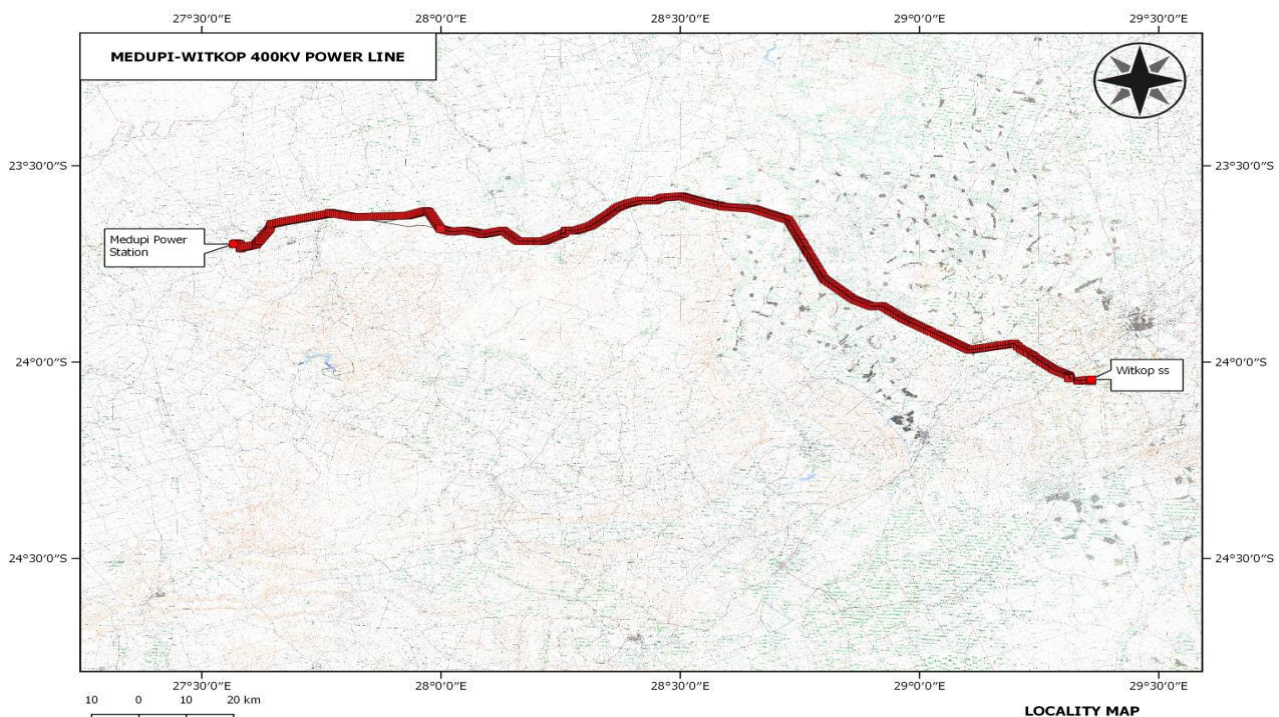 27°30'0"E 28°0'0"E 28°30'0"E 29°0'0"E 29°30'0"E
MEDUPI-WITKOP 400KV POWER LINE
23°30'0"S 23°30'0"S
Medupi Power
Station
24°0'0"S 24°0'0"S
Witkop ss
24°30'0"S 24°30'0"S
27°30'0"E 28°0'0"E 28°30'0"E 29°0'0"E 29°30'0"E
10 0 10 20 km
LOCALITY MAP